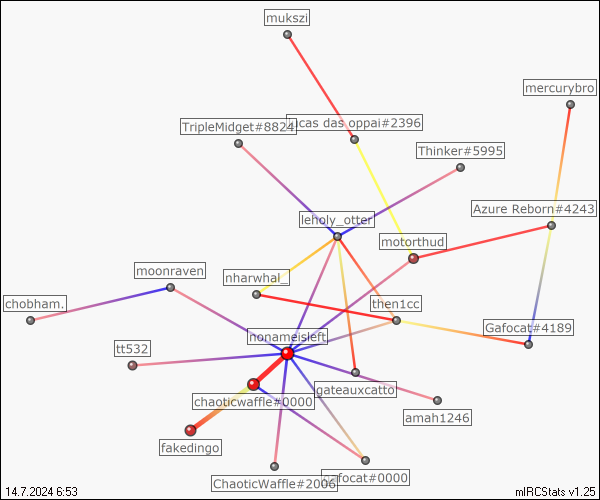 mukszi
mercurybro
TripleMidget#8824
cas das oppai#2396
Thinker#5995
Azure Reborn#4243
leholy_otter
motorthud
moonraven
nharwhal_
chobham.
then1cc
Gafocat#4189
nonameisleft
tt532
gateauxcatto
chaoticwaffle#0000
amah1246
fakedingo
ChaoticWaffle#2006
gafocat#0000
14.7.2024 6:53
mIRCStats v1.25